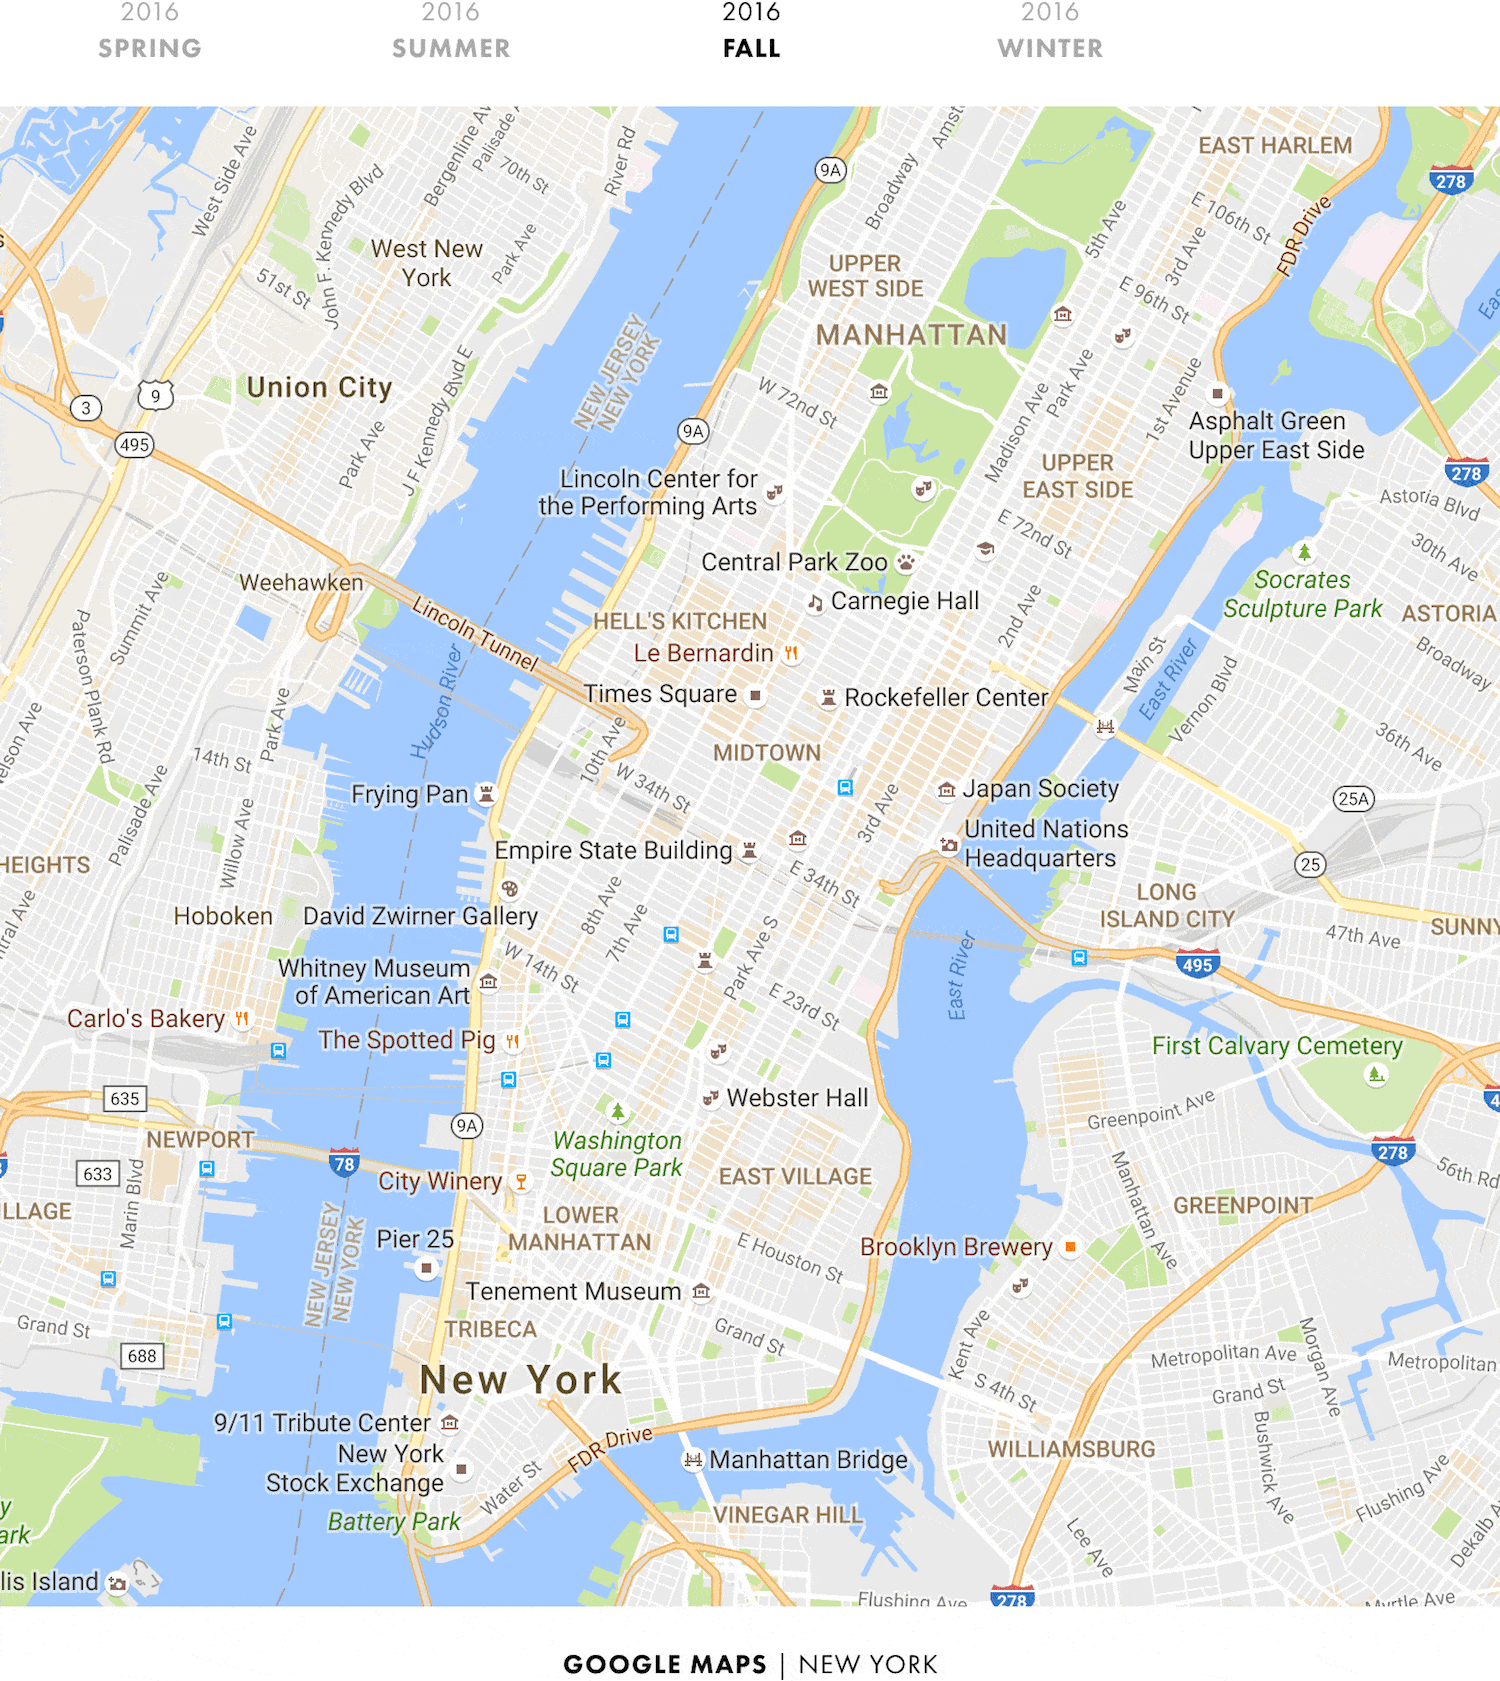 2016
SPRING
2016
SUMMER
2016
FALL
2016
WINTER
West Side Ave
Bergenline Av
Palisade
70th St
River Rd
John F. Kennedy Blvd
51st St
West New
York
Park Ave
9A
Broadway
Amst
EAST HARLEM
278
E 106th St
FDR Drive
5th Ave
3rd Ave
UPPER
WEST SIDE
MANHATTAN
E 96th St
Eas
NEW JERSEY
NEW YORK
Union City
3
9
495
Park Ave
J F Kennedy Blvd E
9A
W 72nd St
Madison Ave
Park Ave
1st Avenue
Asphalt Green
Upper East Side
278
UPPER
EAST SIDE
Lincoln Center for
the Performing Arts
Astoria Blvd
E 72nd St
30th Ave
Central Park Zoo
Weehawken
Lincoln Tunnel
Carnegie Hall
Socrates
Sculpture Park
ASTORIA
HELL'S KITCHEN
Le Bernardin
2nd Ave
Summit Ave
Paterson Plank Rd
Hudson River
Times Square
Rockefeller Center
Main St
East River
Vernon Blvd
Broadway
elson Ave
Park Ave
14th St
Palisade Ave
Willow Ave
10th Ave
MIDTOWN
W 34th St
36th Ave
Frying Pan
Japan Society
25A
3rd Ave
United Nations
Headquarters
Empire State Building
E 34th St
25
HEIGHTS
ntral Ave
Hoboken
David Zwirner Gallery
8th Ave
7th Ave
LONG
ISLAND CITY
SUNNY
47th Ave
W 14th St
Park Ave S
East River
495
Whitney Museum
of American Art
E 23rd St
Carlo's Bakery
The Spotted Pig
First Calvary Cemetery
635
9A
Webster Hall
Greenpoint Ave
4
NEWPORT
78
Washington
Square Park
278
633
Marin Blvd
City Winery
EAST VILLAGE
56th Rd
Manhattan Ave
GREENPOINT
ILLAGE
LOWER
MANHATTAN
Pier 25
E Houston St
Brooklyn Brewery
NEW JERSEY
NEW YORK
Tenement Museum
Grand St
TRIBECA
Grand St
Kent Ave
Morgan Ave
688
Metropolitan Ave
Metropolitan
New York
S 4th St
Grand St
9/11 Tribute Center
New York
Stock Exchange
FDR Drive
Water St
Manhattan Bridge
WILLIAMSBURG
Bushwick Ave
Flushing Ave
Battery Park
VINEGAR HILL
Lee Ave
Dekalb A
y
ark
lis Island
Flushing Ave
278
Myrtle Ave
GOOGLE MAPS | NEW YORK